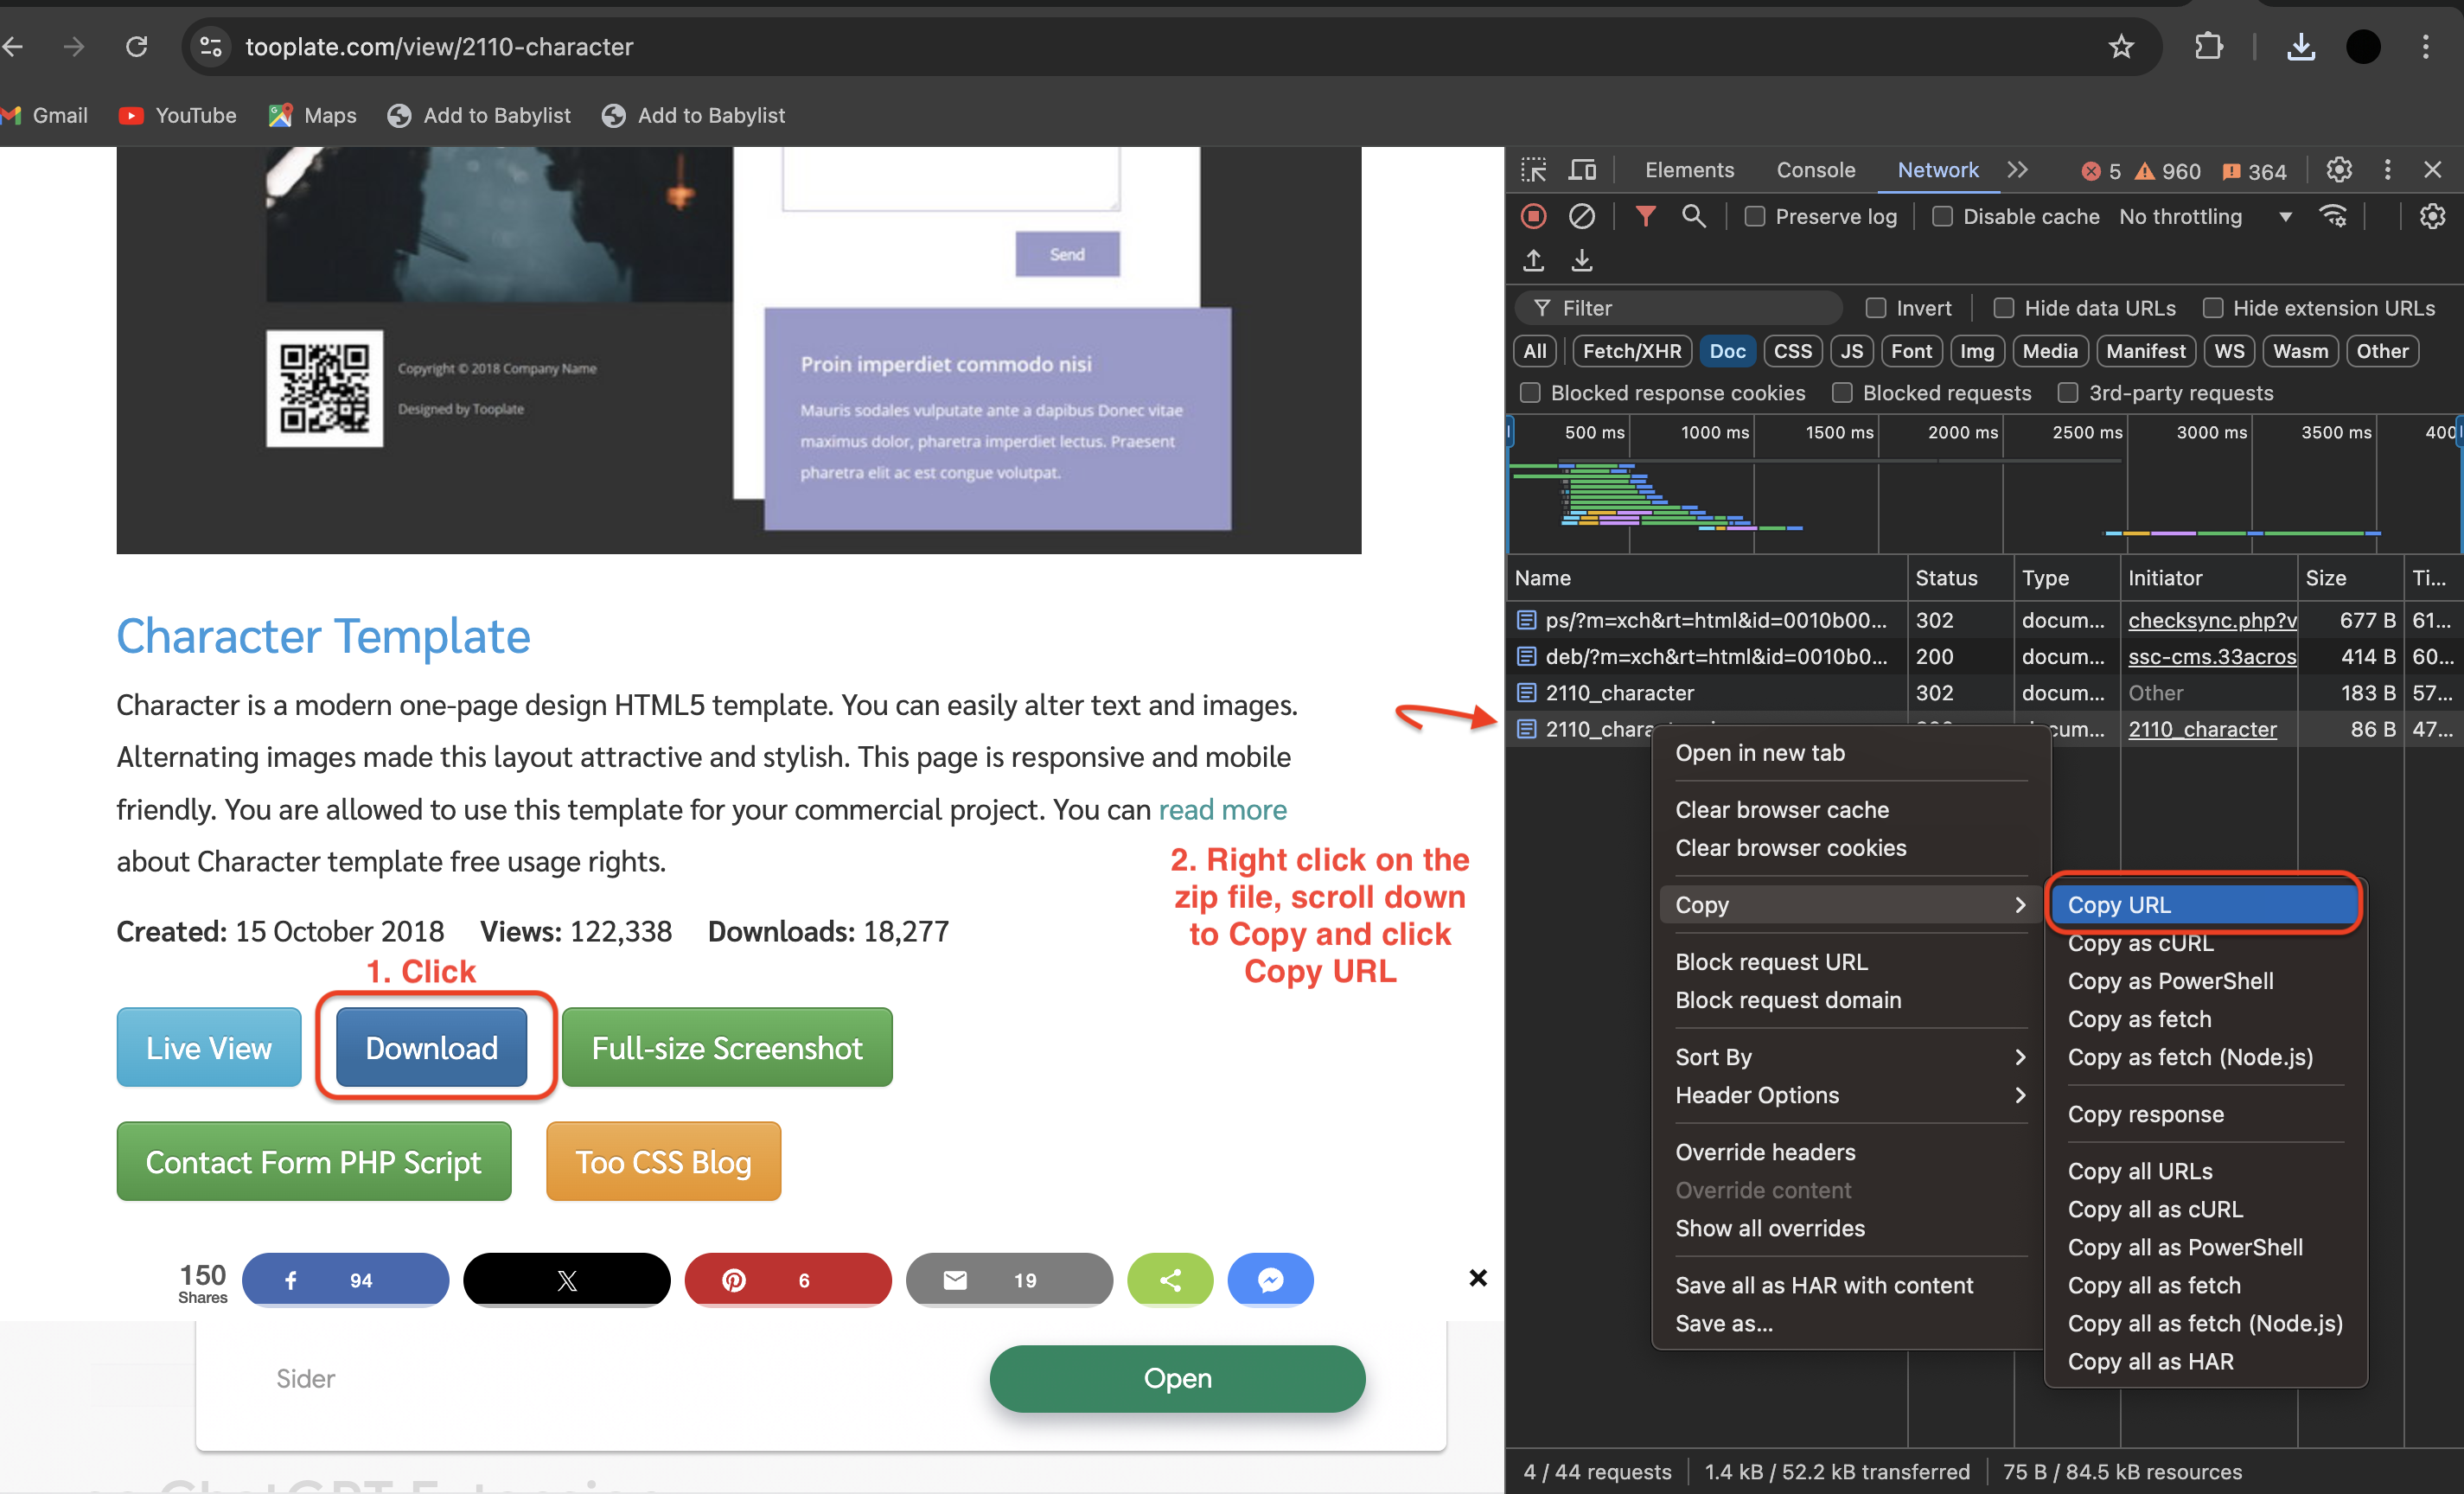 tooplate.com/view/2110-character
Gmail
YouTube
Maps
Add to Babylist
Add to Babylist
Send
Proin imperdiet commodo nisi
Mauris sodales vulputate ante a dapibus Donec vitae
maximus dolor, pharetra imperdiet lectus. Praesent
pharetra elit ac est congue volutpat.
Copyright © 2018 Company Name
Designed by Tooplate
Character Template
Character is a modern one-page design HTML5 template. You can easily alter text and images.
Alternating images made this layout attractive and stylish. This page is responsive and mobile
friendly. You are allowed to use this template for your commercial project. You can read more
about Character template free usage rights.
2. Right click on the
zip file, scroll down
to Copy and click
Copy URL
Created: 15 October 2018 Views: 122,338 Downloads: 18,277
1. Click
Live View
Download
Full-size Screenshot
Contact Form PHP Script
Too CSS Blog
150
Shares
94
6
19
Sider
Open
Elements Console Network 5 960 364
Preserve log Disable cache No throttling
Filter Invert Hide data URLs Hide extension URLs
All Fetch/XHR Doc CSS JS Font Img Media Manifest WS Wasm Other
Blocked response cookies Blocked requests 3rd-party requests
500 ms 1000 ms 1500 ms 2000 ms 2500 ms 3000 ms 3500 ms 400
Name Status Type Initiator Size Ti...
ps/?m=xch&rt=html&id=0010b00... 302 docum... checksync.php?v 677 B 61...
deb/?m=xch&rt=html&id=0010b0... 200 docum... ssc-cms.33acros 414 B 60...
2110_character 302 docum... Other 183 B 57...
2110_chara cum... 2110_character 86 B 47...
Open in new tab
Clear browser cache
Clear browser cookies
Copy
Block request URL
Block request domain
Sort By
Header Options
Override headers
Override content
Show all overrides
Save all as HAR with content
Save as...
Copy URL
Copy as cURL
Copy as PowerShell
Copy as fetch
Copy as fetch (Node.js)
Copy response
Copy all URLs
Copy all as cURL
Copy all as PowerShell
Copy all as fetch
Copy all as fetch (Node.js)
Copy all as HAR
4 / 44 requests 1.4 kB / 52.2 kB transferred 75 B / 84.5 kB resources